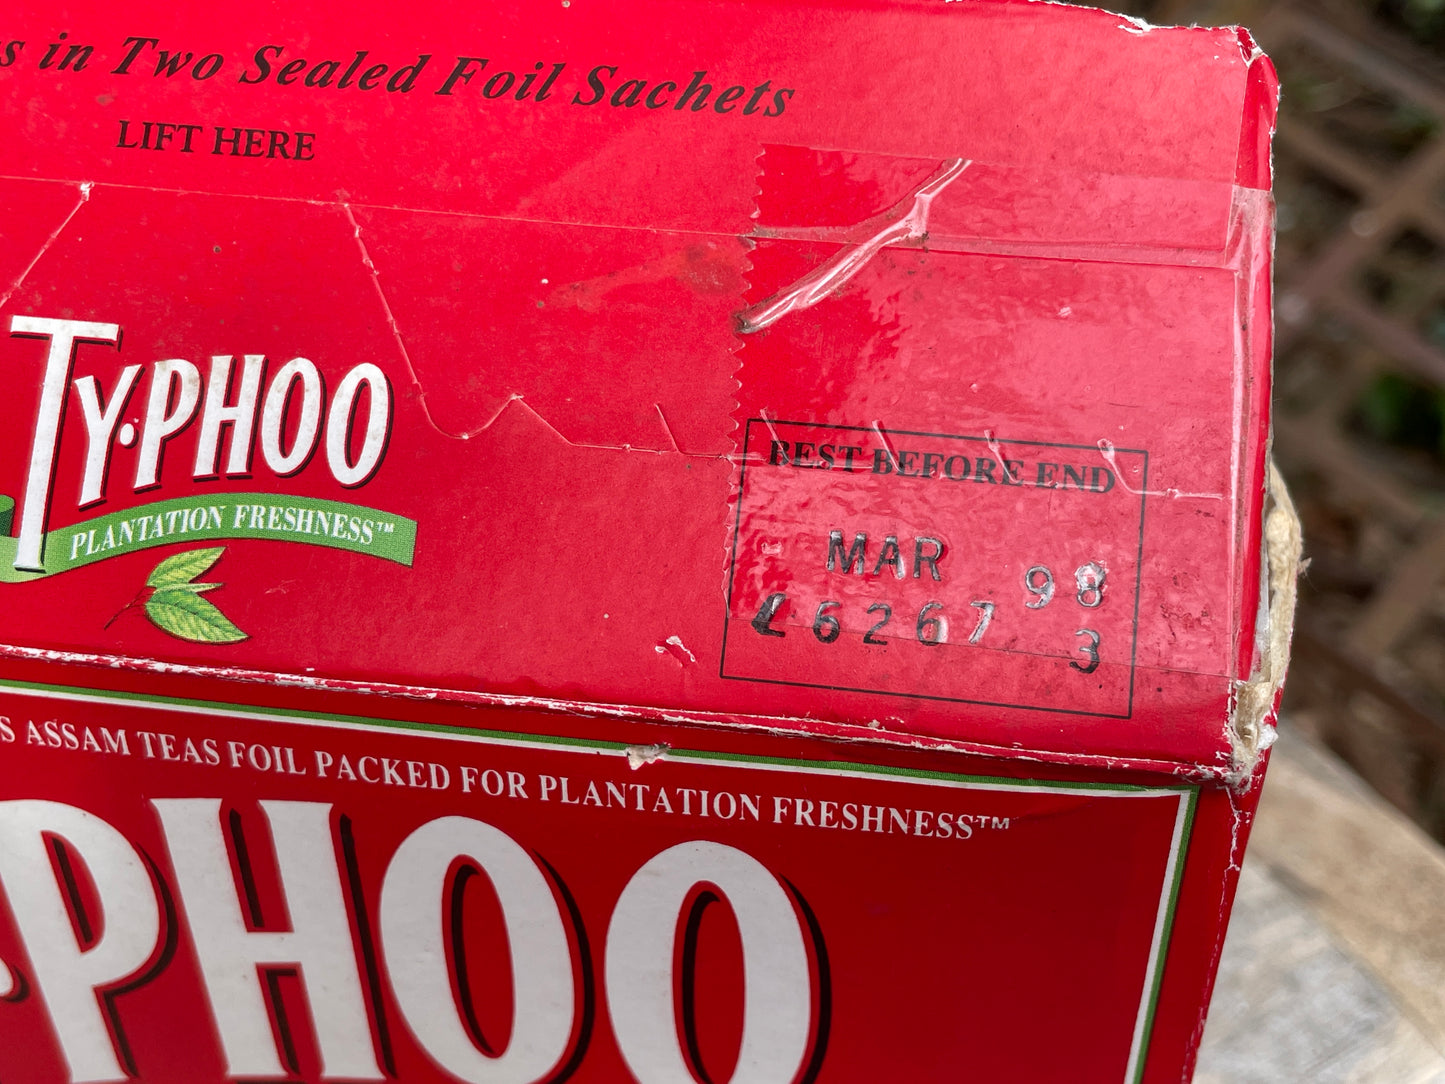 s in Two Sealed Foil Sachets
LIFT HERE
TY·PHOO
PLANTATION FRESHNESS™
BEST BEFORE END
MAR 98
L6267 3
S ASSAM TEAS FOIL PACKED FOR PLANTATION FRESHNESS™
PHOO